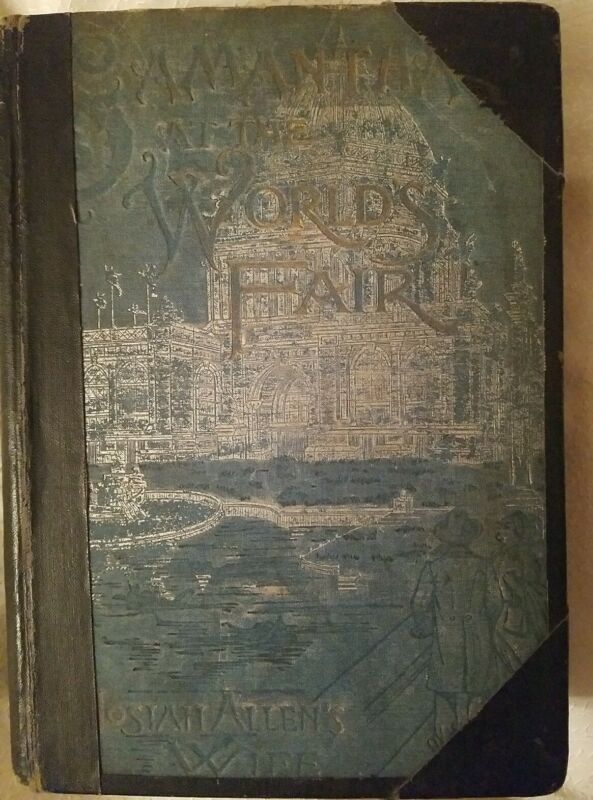 SAMANTHA
AT THE
WORLD'S
FAIR
JOSIAH ALLEN'S
WIFE